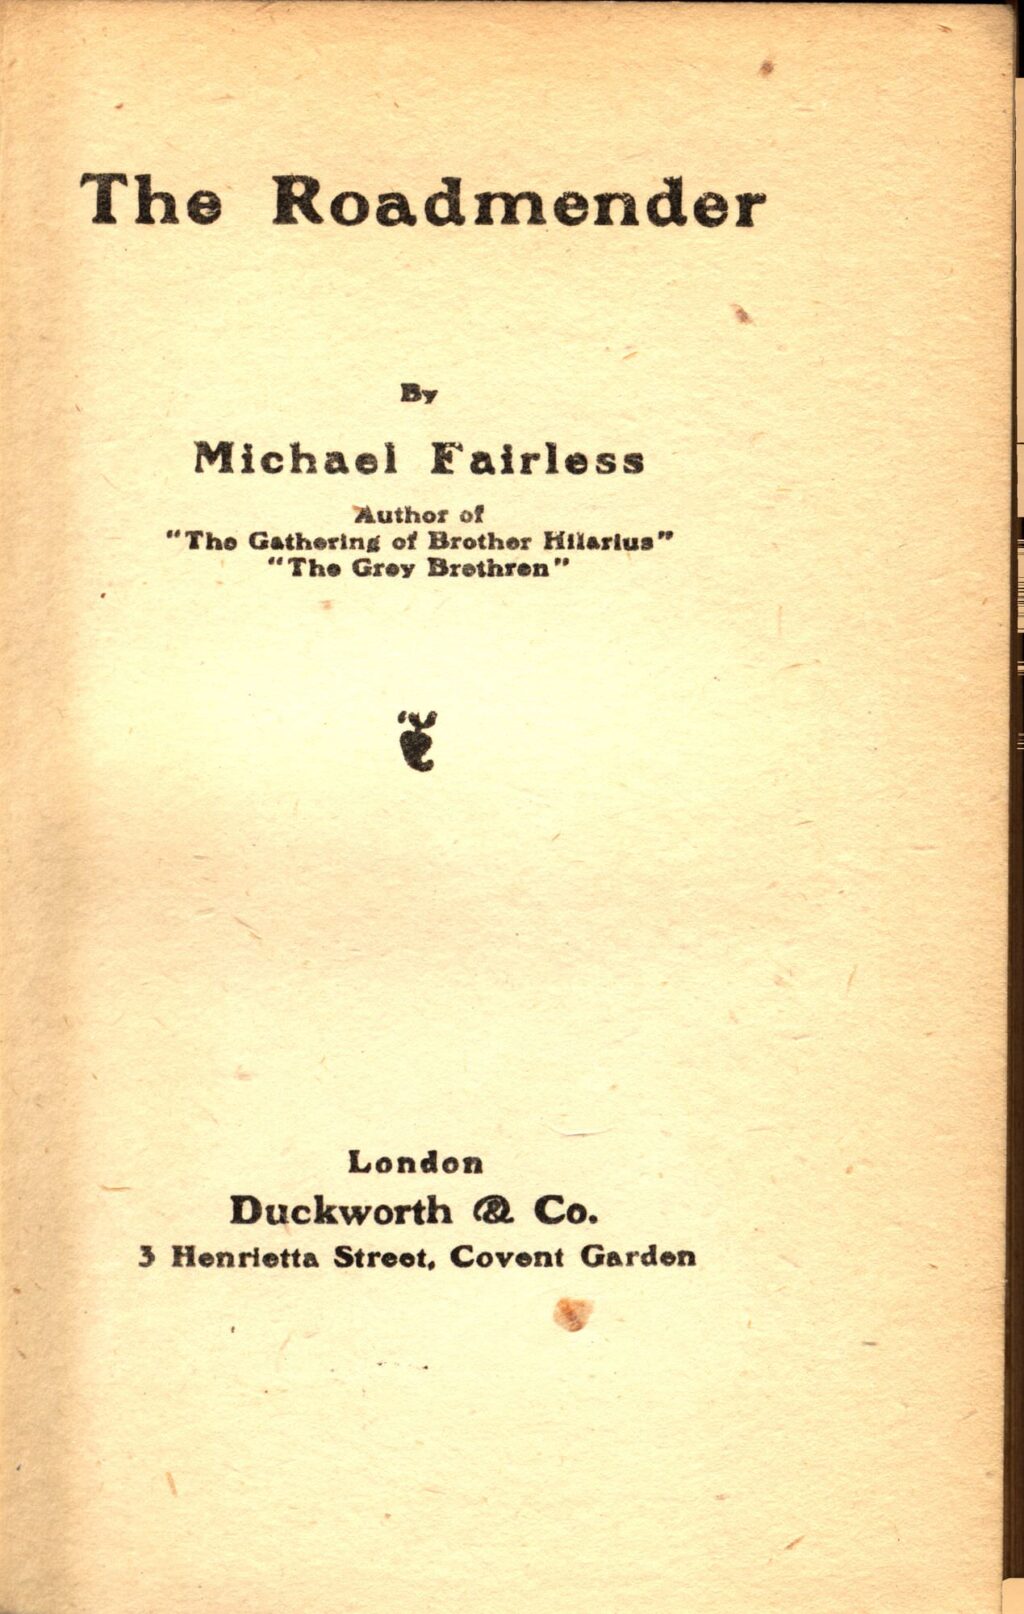 The Roadmender
By
Michael Fairless
Author of
"The Gathering of Brother Hilarius"
"The Grey Brethren"
London
Duckworth & Co.
3 Henrietta Street, Covent Garden